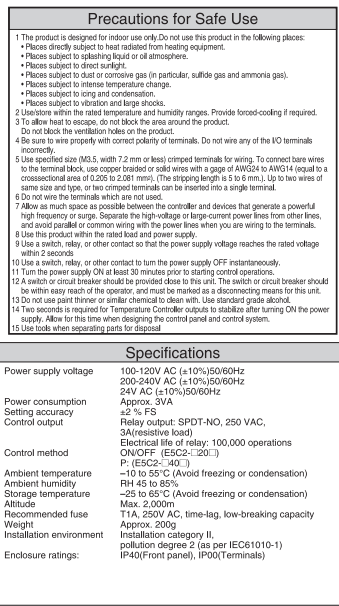 Precautions for Safe Use
1 The product is designed for indoor use only.Do not use this product in the following places:
• Places directly subject to heat radiated from heating equipment.
• Places subject to splashing liquid or oil atmosphere.
• Places subject to direct sunlight.
• Places subject to dust or corrosive gas (in particular, sulfide gas and ammonia gas).
• Places subject to intense temperature change.
• Places subject to icing and condensation.
• Places subject to vibration and large shocks.
2 Use/store within the rated temperature and humidity ranges. Provide forced-cooling if required.
3 To allow heat to escape, do not block the area around the product.
Do not block the ventilation holes on the product.
4 Be sure to wire properly with correct polarity of terminals. Do not wire any of the I/O terminals
incorrectly.
5 Use specified size (M3.5, width 7.2 mm or less) crimped terminals for wiring. To connect bare wires
to the terminal block, use copper braided or solid wires with a gage of AWG24 to AWG14 (equal to a
crosssectional area of 0.205 to 2.081 mm²). (The stripping length is 5 to 6 mm.). Up to two wires of
same size and type, or two crimped terminals can be inserted into a single terminal.
6 Do not wire the terminals which are not used.
7 Allow as much space as possible between the controller and devices that generate a powerful
high frequency or surge. Separate the high-voltage or large-current power lines from other lines,
and avoid parallel or common wiring with the power lines when you are wiring to the terminals.
8 Use this product within the rated load and power supply.
9 Use a switch, relay, or other contact so that the power supply voltage reaches the rated voltage
within 2 seconds
10 Use a switch, relay, or other contact to turn the power supply OFF instantaneously.
11 Turn the power supply ON at least 30 minutes prior to starting control operations.
12 A switch or circuit breaker should be provided close to this unit. The switch or circuit breaker should
be within easy reach of the operator, and must be marked as a disconnecting means for this unit.
13 Do not use paint thinner or similar chemical to clean with. Use standard grade alcohol.
14 Two seconds is required for Temperature Controller outputs to stabilize after turning ON the power
supply. Allow for this time when designing the control panel and control system.
15 Use tools when separating parts for disposal
Specifications
Power supply voltage 100-120V AC (±10%)50/60Hz
200-240V AC (±10%)50/60Hz
24V AC (±10%)50/60Hz
Power consumption Approx. 3VA
Setting accuracy ±2 % FS
Control output Relay output: SPDT-NO, 250 VAC,
3A(resistive load)
Electrical life of relay: 100,000 operations
Control method ON/OFF (E5C2-□20□)
P: (E5C2-□40□)
Ambient temperature –10 to 55°C (Avoid freezing or condensation)
Ambient humidity RH 45 to 85%
Storage temperature –25 to 65°C (Avoid freezing or condensation)
Altitude Max. 2,000m
Recommended fuse T1A, 250V AC, time-lag, low-breaking capacity
Weight Approx. 200g
Installation environment Installation category II,
pollution degree 2 (as per IEC61010-1)
Enclosure ratings: IP40(Front panel), IP00(Terminals)